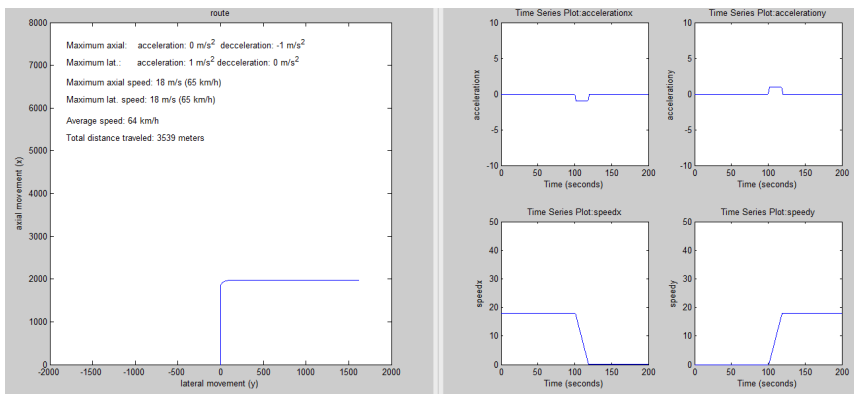 route
8000
7000
6000
5000
4000
3000
2000
1000
0
axial movement (x)
Maximum axial: acceleration: 0 m/s² decceleration: -1 m/s²
Maximum lat.: acceleration: 1 m/s² decceleration: 0 m/s²
Maximum axial speed: 18 m/s (65 km/h)
Maximum lat. speed: 18 m/s (65 km/h)
Average speed: 64 km/h
Total distance traveled: 3539 meters
-2000 -1500 -1000 -500 0 500 1000 1500 2000
lateral movement (y)
Time Series Plot:accelerationx
10
5
0
-5
-10
accelerationx
0 50 100 150 200
Time (seconds)
Time Series Plot:accelerationy
10
5
0
-5
-10
accelerationy
0 50 100 150 200
Time (seconds)
Time Series Plot:speedx
50
40
30
20
10
0
speedx
0 50 100 150 200
Time (seconds)
Time Series Plot:speedy
50
40
30
20
10
0
speedy
0 50 100 150 200
Time (seconds)